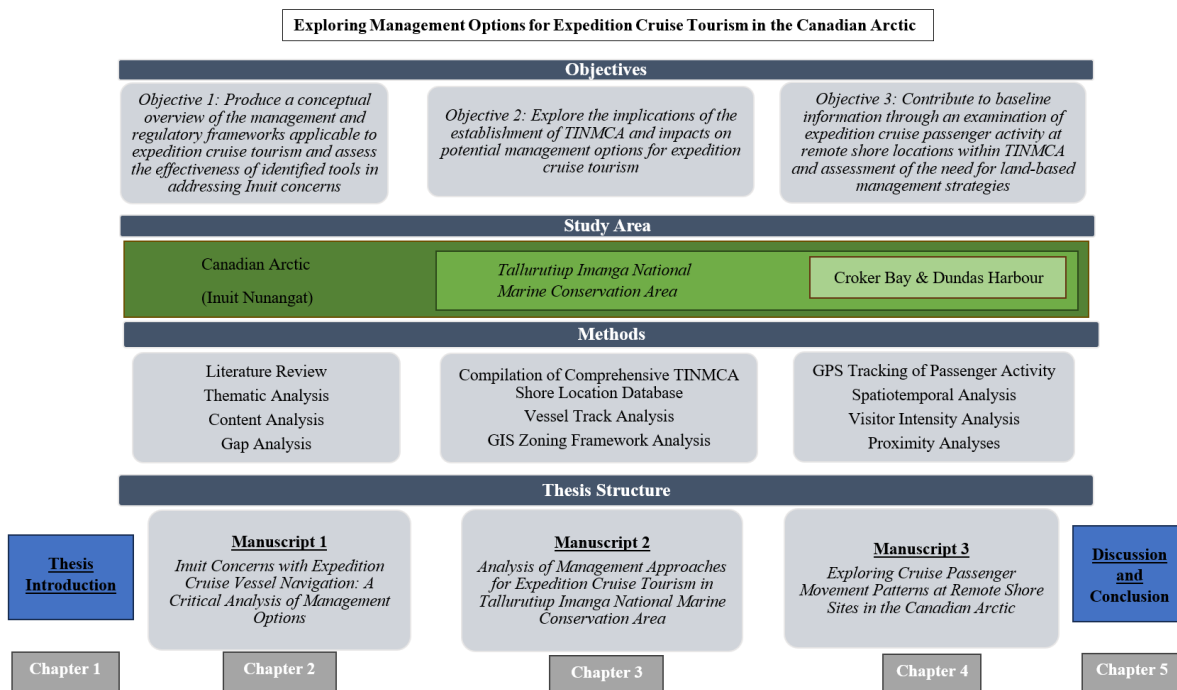 Exploring Management Options for Expedition Cruise Tourism in the Canadian Arctic
Objectives
Objective 1: Produce a conceptual
overview of the management and
regulatory frameworks applicable to
expedition cruise tourism and assess
the effectiveness of identified tools in
addressing Inuit concerns
Objective 2: Explore the implications of the
establishment of TINMCA and impacts on
potential management options for expedition
cruise tourism
Objective 3: Contribute to baseline
information through an examination of
expedition cruise passenger activity at
remote shore locations within TINMCA
and assessment of the need for land-based
management strategies
Study Area
Canadian Arctic
(Inuit Nunangat)
Tallurutiup Imanga National
Marine Conservation Area
Croker Bay & Dundas Harbour
Methods
Literature Review
Thematic Analysis
Content Analysis
Gap Analysis
Compilation of Comprehensive TINMCA
Shore Location Database
Vessel Track Analysis
GIS Zoning Framework Analysis
GPS Tracking of Passenger Activity
Spatiotemporal Analysis
Visitor Intensity Analysis
Proximity Analyses
Thesis Structure
Thesis
Introduction
Manuscript 1
Inuit Concerns with Expedition
Cruise Vessel Navigation: A
Critical Analysis of Management
Options
Manuscript 2
Analysis of Management Approaches
for Expedition Cruise Tourism in
Tallurutiup Imanga National Marine
Conservation Area
Manuscript 3
Exploring Cruise Passenger
Movement Patterns at Remote Shore
Sites in the Canadian Arctic
Discussion
and
Conclusion
Chapter 1
Chapter 2
Chapter 3
Chapter 4
Chapter 5